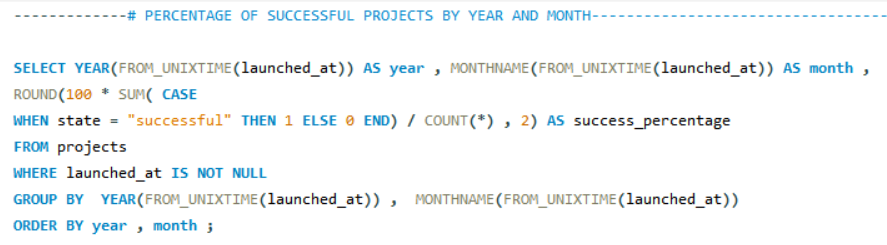 -------------# PERCENTAGE OF SUCCESSFUL PROJECTS BY YEAR AND MONTH----------------------------------
SELECT YEAR(FROM_UNIXTIME(launched_at)) AS year , MONTHNAME(FROM_UNIXTIME(launched_at)) AS month ,
ROUND(100 * SUM( CASE
WHEN state = "successful" THEN 1 ELSE 0 END) / COUNT(*) , 2) AS success_percentage
FROM projects
WHERE launched_at IS NOT NULL
GROUP BY  YEAR(FROM_UNIXTIME(launched_at)) ,  MONTHNAME(FROM_UNIXTIME(launched_at))
ORDER BY year , month ;